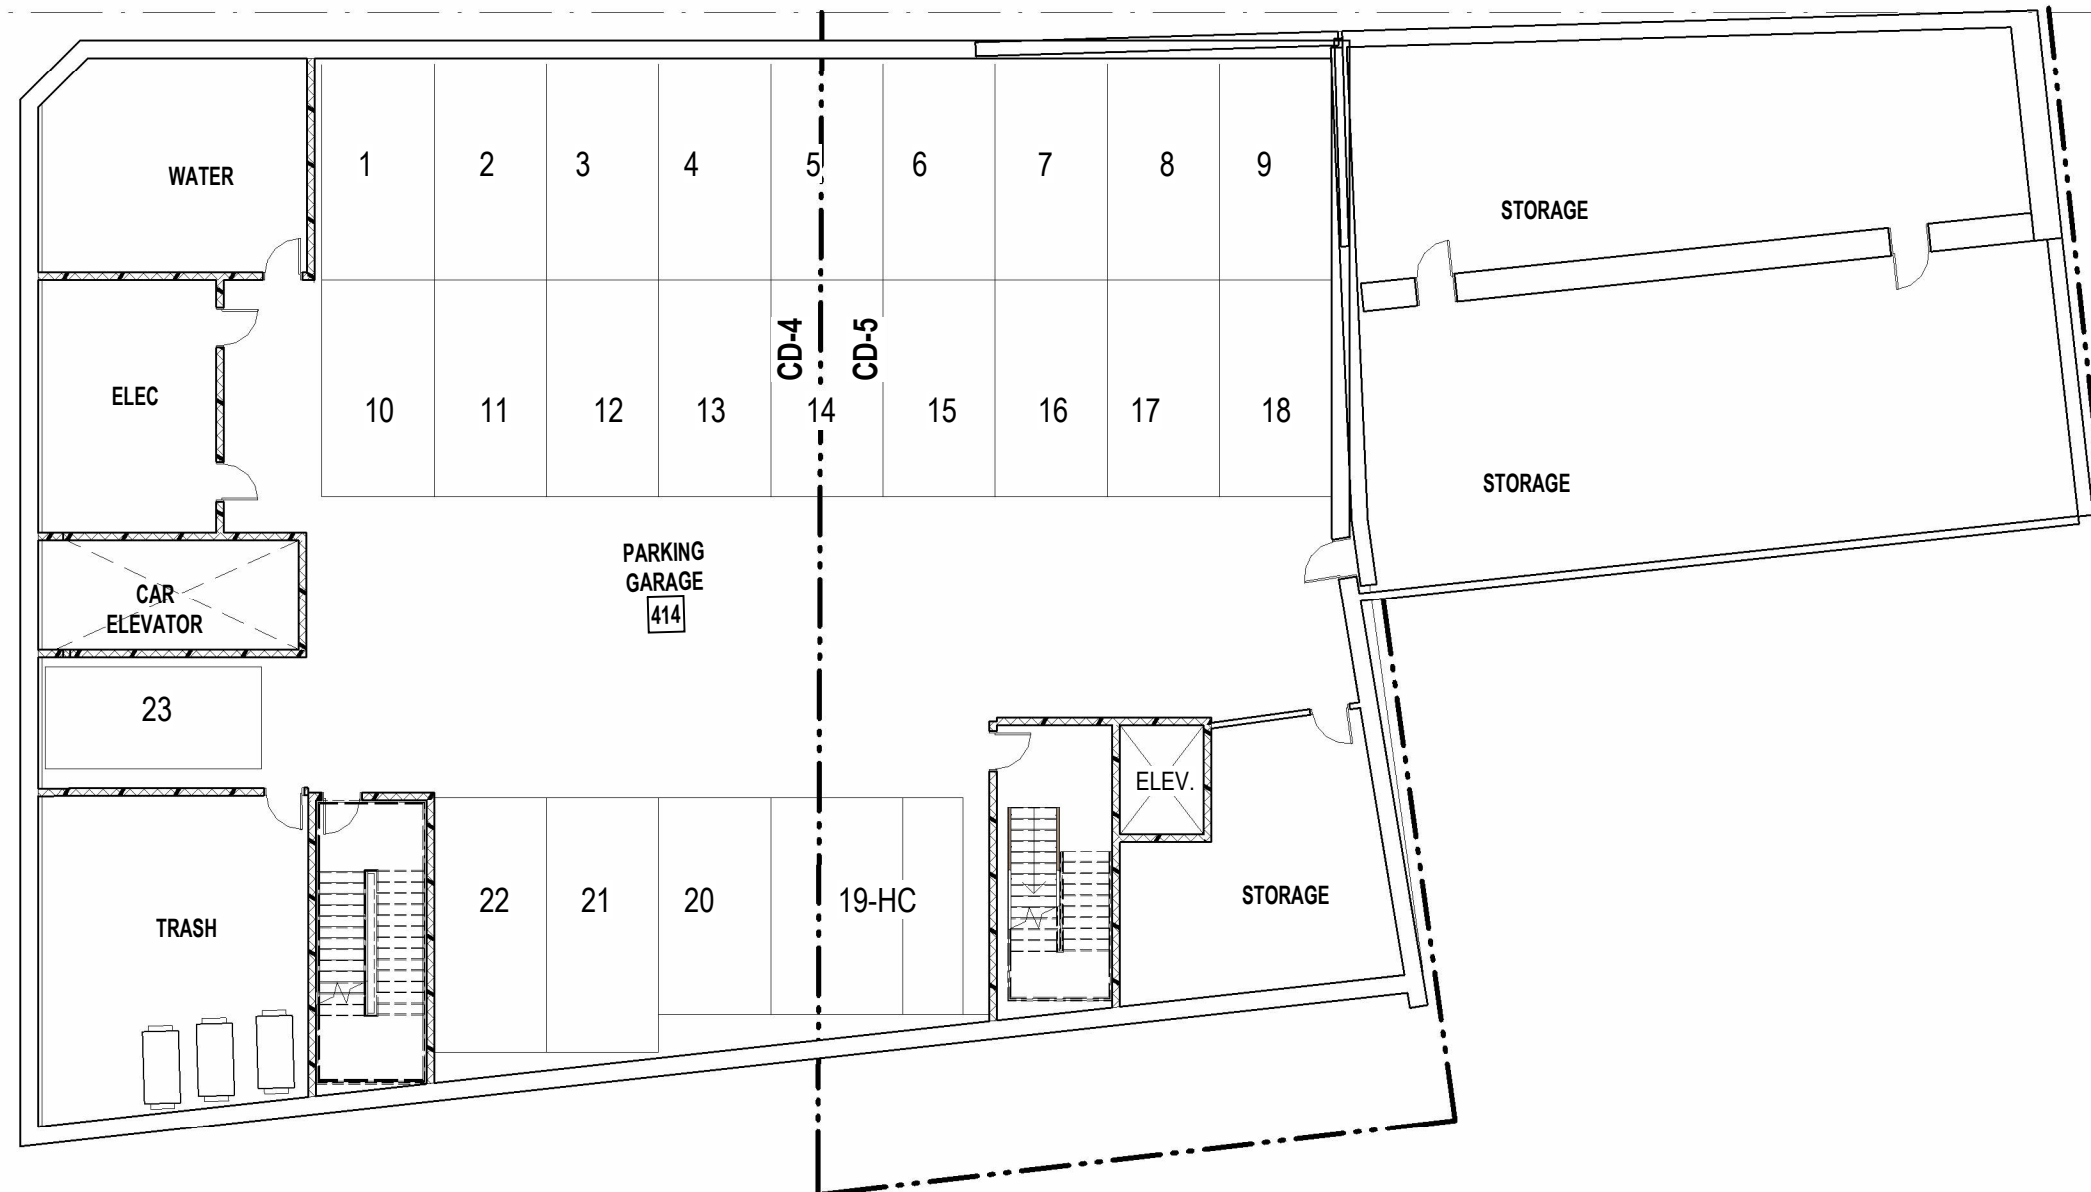 WATER
1
2
3
4
5
6
7
8
9
STORAGE
CD-4
CD-5
ELEC
10
11
12
13
14
15
16
17
18
STORAGE
PARKING
GARAGE
414
CAR
ELEVATOR
23
ELEV.
TRASH
22
21
20
19-HC
STORAGE